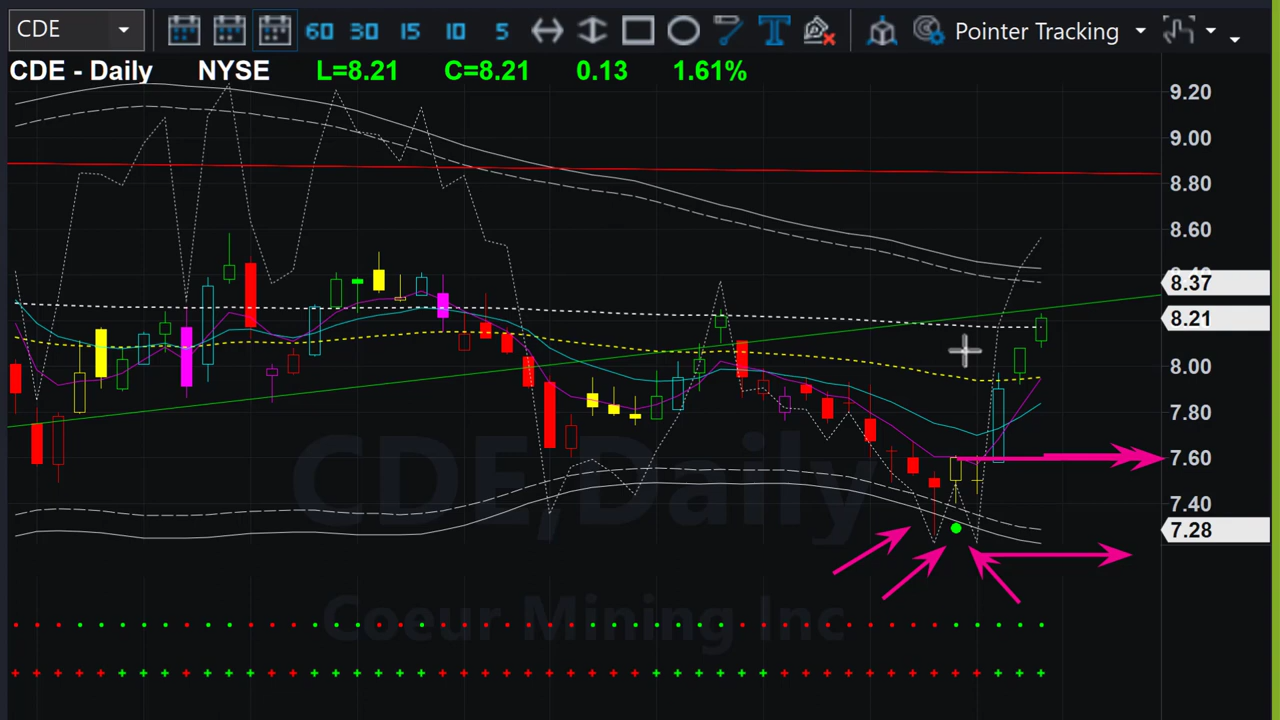 CDE 60 30 15 10 5 T Pointer Tracking
CDE - Daily NYSE L=8.21 C=8.21 0.13 1.61%
9.20
9.00
8.80
8.60
8.37
8.21
8.00
7.80
7.60
7.40
7.28
CDE,Daily
Coeur Mining Inc